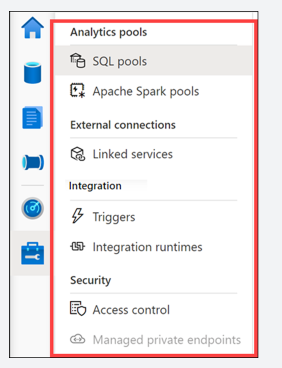 Analytics pools
SQL pools
Apache Spark pools
External connections
Linked services
Integration
Triggers
Integration runtimes
Security
Access control
Managed private endpoints